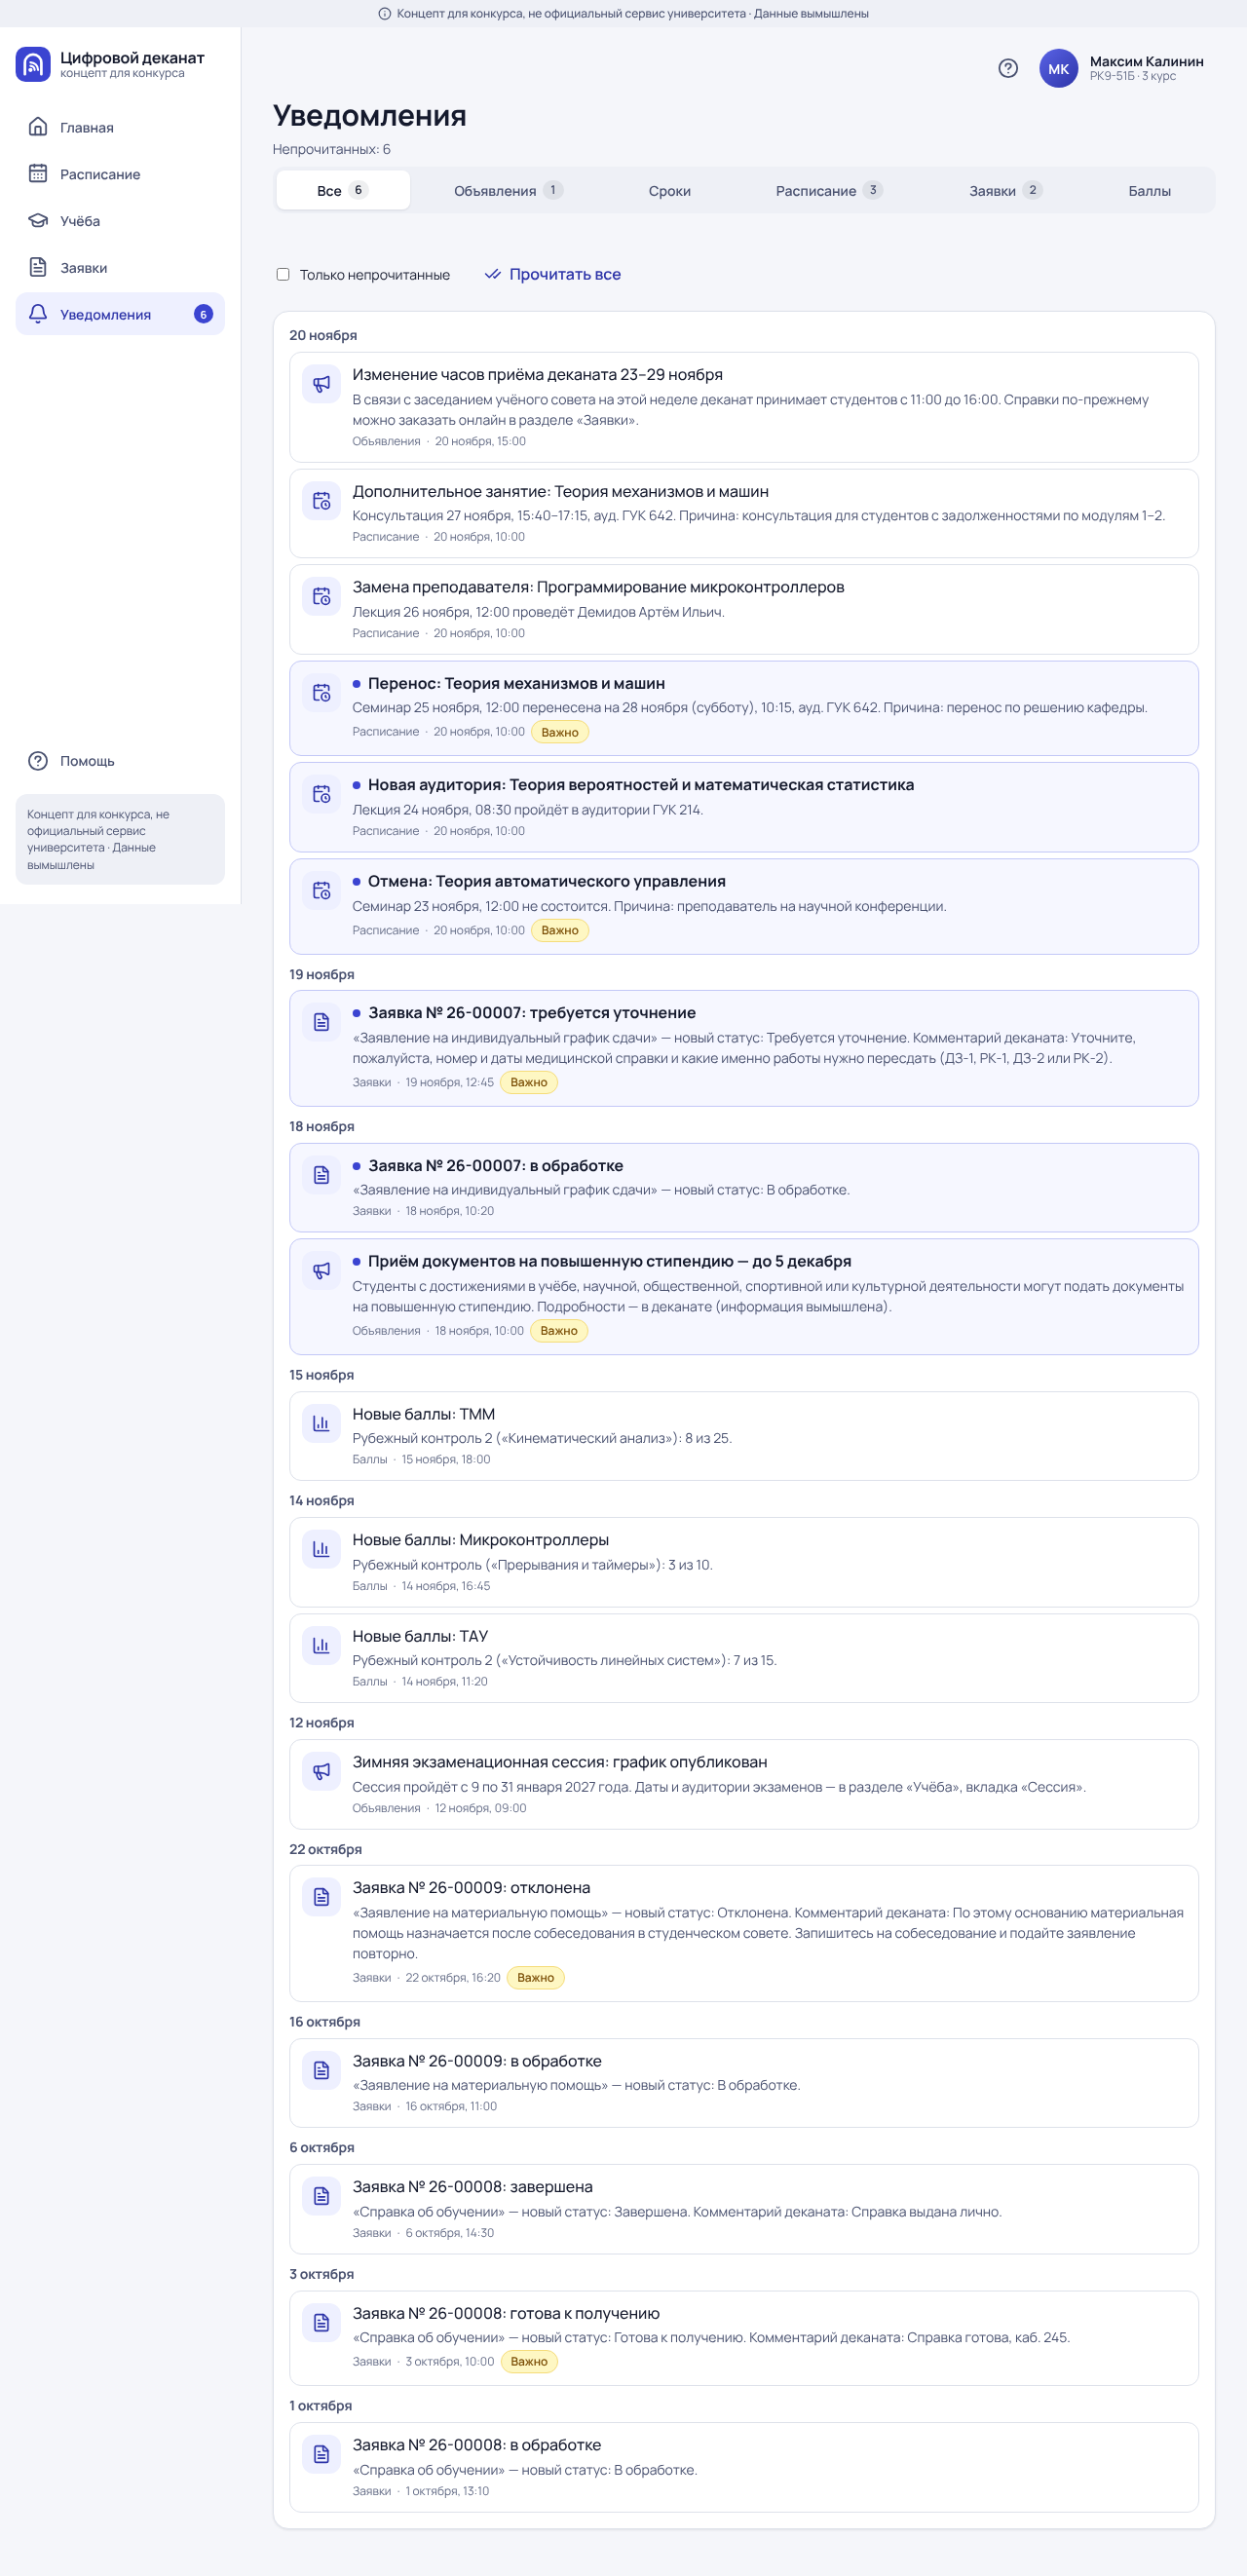 Концепт для конкурса, не официальный сервис университета · Данные вымышлены
Цифровой деканат
концепт для конкурса
Главная
Расписание
Учёба
Заявки
Уведомления 6
Помощь
Концепт для конкурса, не
официальный сервис
университета · Данные
вымышлены
МК
Максим Калинин
РК9-51Б · 3 курс
Уведомления
Непрочитанных: 6
Все 6 Объявления 1 Сроки Расписание 3 Заявки 2 Баллы
Только непрочитанные Прочитать все
20 ноября
Изменение часов приёма деканата 23–29 ноября
В связи с заседанием учёного совета на этой неделе деканат принимает студентов с 11:00 до 16:00. Справки по-прежнему
можно заказать онлайн в разделе «Заявки».
Объявления · 20 ноября, 15:00
Дополнительное занятие: Теория механизмов и машин
Консультация 27 ноября, 15:40–17:15, ауд. ГУК 642. Причина: консультация для студентов с задолженностями по модулям 1–2.
Расписание · 20 ноября, 10:00
Замена преподавателя: Программирование микроконтроллеров
Лекция 26 ноября, 12:00 проведёт Демидов Артём Ильич.
Расписание · 20 ноября, 10:00
Перенос: Теория механизмов и машин
Семинар 25 ноября, 12:00 перенесена на 28 ноября (субботу), 10:15, ауд. ГУК 642. Причина: перенос по решению кафедры.
Расписание · 20 ноября, 10:00 Важно
Новая аудитория: Теория вероятностей и математическая статистика
Лекция 24 ноября, 08:30 пройдёт в аудитории ГУК 214.
Расписание · 20 ноября, 10:00
Отмена: Теория автоматического управления
Семинар 23 ноября, 12:00 не состоится. Причина: преподаватель на научной конференции.
Расписание · 20 ноября, 10:00 Важно
19 ноября
Заявка № 26-00007: требуется уточнение
«Заявление на индивидуальный график сдачи» — новый статус: Требуется уточнение. Комментарий деканата: Уточните,
пожалуйста, номер и даты медицинской справки и какие именно работы нужно пересдать (ДЗ-1, РК-1, ДЗ-2 или РК-2).
Заявки · 19 ноября, 12:45 Важно
18 ноября
Заявка № 26-00007: в обработке
«Заявление на индивидуальный график сдачи» — новый статус: В обработке.
Заявки · 18 ноября, 10:20
Приём документов на повышенную стипендию — до 5 декабря
Студенты с достижениями в учёбе, научной, общественной, спортивной или культурной деятельности могут подать документы
на повышенную стипендию. Подробности — в деканате (информация вымышлена).
Объявления · 18 ноября, 10:00 Важно
15 ноября
Новые баллы: ТММ
Рубежный контроль 2 («Кинематический анализ»): 8 из 25.
Баллы · 15 ноября, 18:00
14 ноября
Новые баллы: Микроконтроллеры
Рубежный контроль («Прерывания и таймеры»): 3 из 10.
Баллы · 14 ноября, 16:45
Новые баллы: ТАУ
Рубежный контроль 2 («Устойчивость линейных систем»): 7 из 15.
Баллы · 14 ноября, 11:20
12 ноября
Зимняя экзаменационная сессия: график опубликован
Сессия пройдёт с 9 по 31 января 2027 года. Даты и аудитории экзаменов — в разделе «Учёба», вкладка «Сессия».
Объявления · 12 ноября, 09:00
22 октября
Заявка № 26-00009: отклонена
«Заявление на материальную помощь» — новый статус: Отклонена. Комментарий деканата: По этому основанию материальная
помощь назначается после собеседования в студенческом совете. Запишитесь на собеседование и подайте заявление
повторно.
Заявки · 22 октября, 16:20 Важно
16 октября
Заявка № 26-00009: в обработке
«Заявление на материальную помощь» — новый статус: В обработке.
Заявки · 16 октября, 11:00
6 октября
Заявка № 26-00008: завершена
«Справка об обучении» — новый статус: Завершена. Комментарий деканата: Справка выдана лично.
Заявки · 6 октября, 14:30
3 октября
Заявка № 26-00008: готова к получению
«Справка об обучении» — новый статус: Готова к получению. Комментарий деканата: Справка готова, каб. 245.
Заявки · 3 октября, 10:00 Важно
1 октября
Заявка № 26-00008: в обработке
«Справка об обучении» — новый статус: В обработке.
Заявки · 1 октября, 13:10